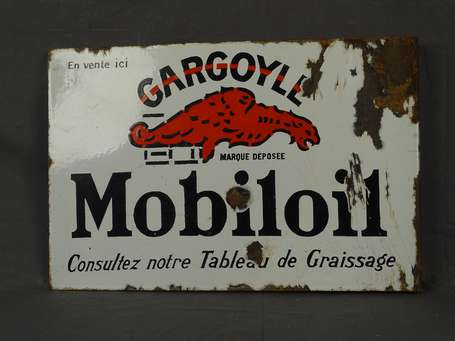 En vente ici
GARGOYLE
MARQUE DÉPOSÉE
Mobiloil
Consultez notre Tableau de Graissage